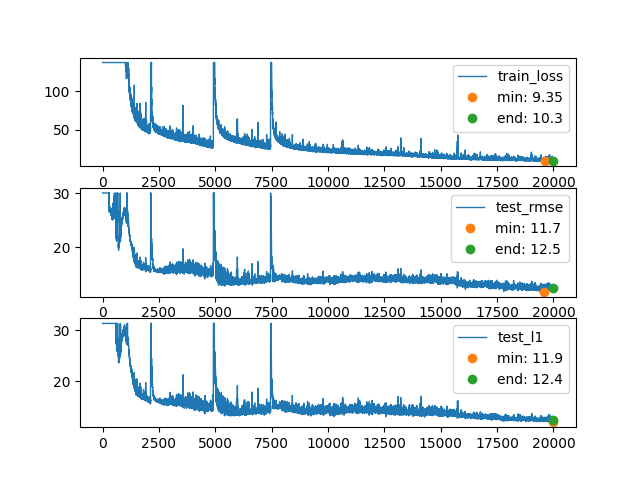 train_loss
min: 9.35
end: 10.3
100
50
0 2500 5000 7500 10000 12500 15000 17500 20000
test_rmse
min: 11.7
end: 12.5
30
20
0 2500 5000 7500 10000 12500 15000 17500 20000
test_l1
min: 11.9
end: 12.4
30
20
0 2500 5000 7500 10000 12500 15000 17500 20000